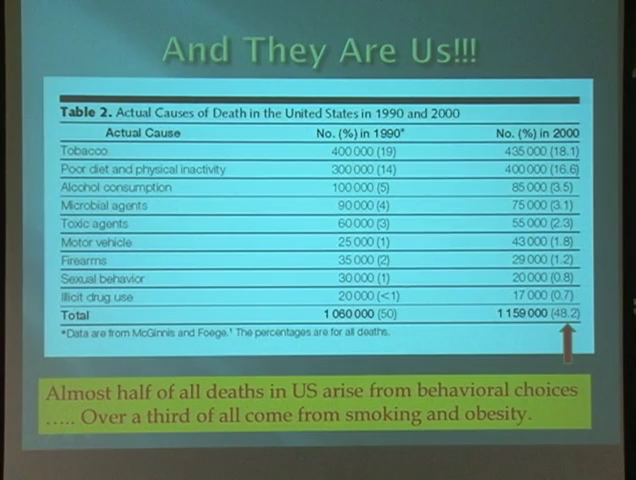 And They Are Us!!!
Table 2. Actual Causes of Death in the United States in 1990 and 2000
Actual Cause No. (%) in 1990* No. (%) in 2000
Tobacco 400 000 (19) 435 000 (18.1)
Poor diet and physical inactivity 300 000 (14) 400 000 (16.6)
Alcohol consumption 100 000 (5) 85 000 (3.5)
Microbial agents 90 000 (4) 75 000 (3.1)
Toxic agents 60 000 (3) 55 000 (2.3)
Motor vehicle 25 000 (1) 43 000 (1.8)
Firearms 35 000 (2) 29 000 (1.2)
Sexual behavior 30 000 (1) 20 000 (0.8)
Illicit drug use 20 000 (<1) 17 000 (0.7)
Total 1 060 000 (50) 1 159 000 (48.2)
*Data are from McGinnis and Foege.¹ The percentages are for all deaths.
Almost half of all deaths in US arise from behavioral choices
..... Over a third of all come from smoking and obesity.